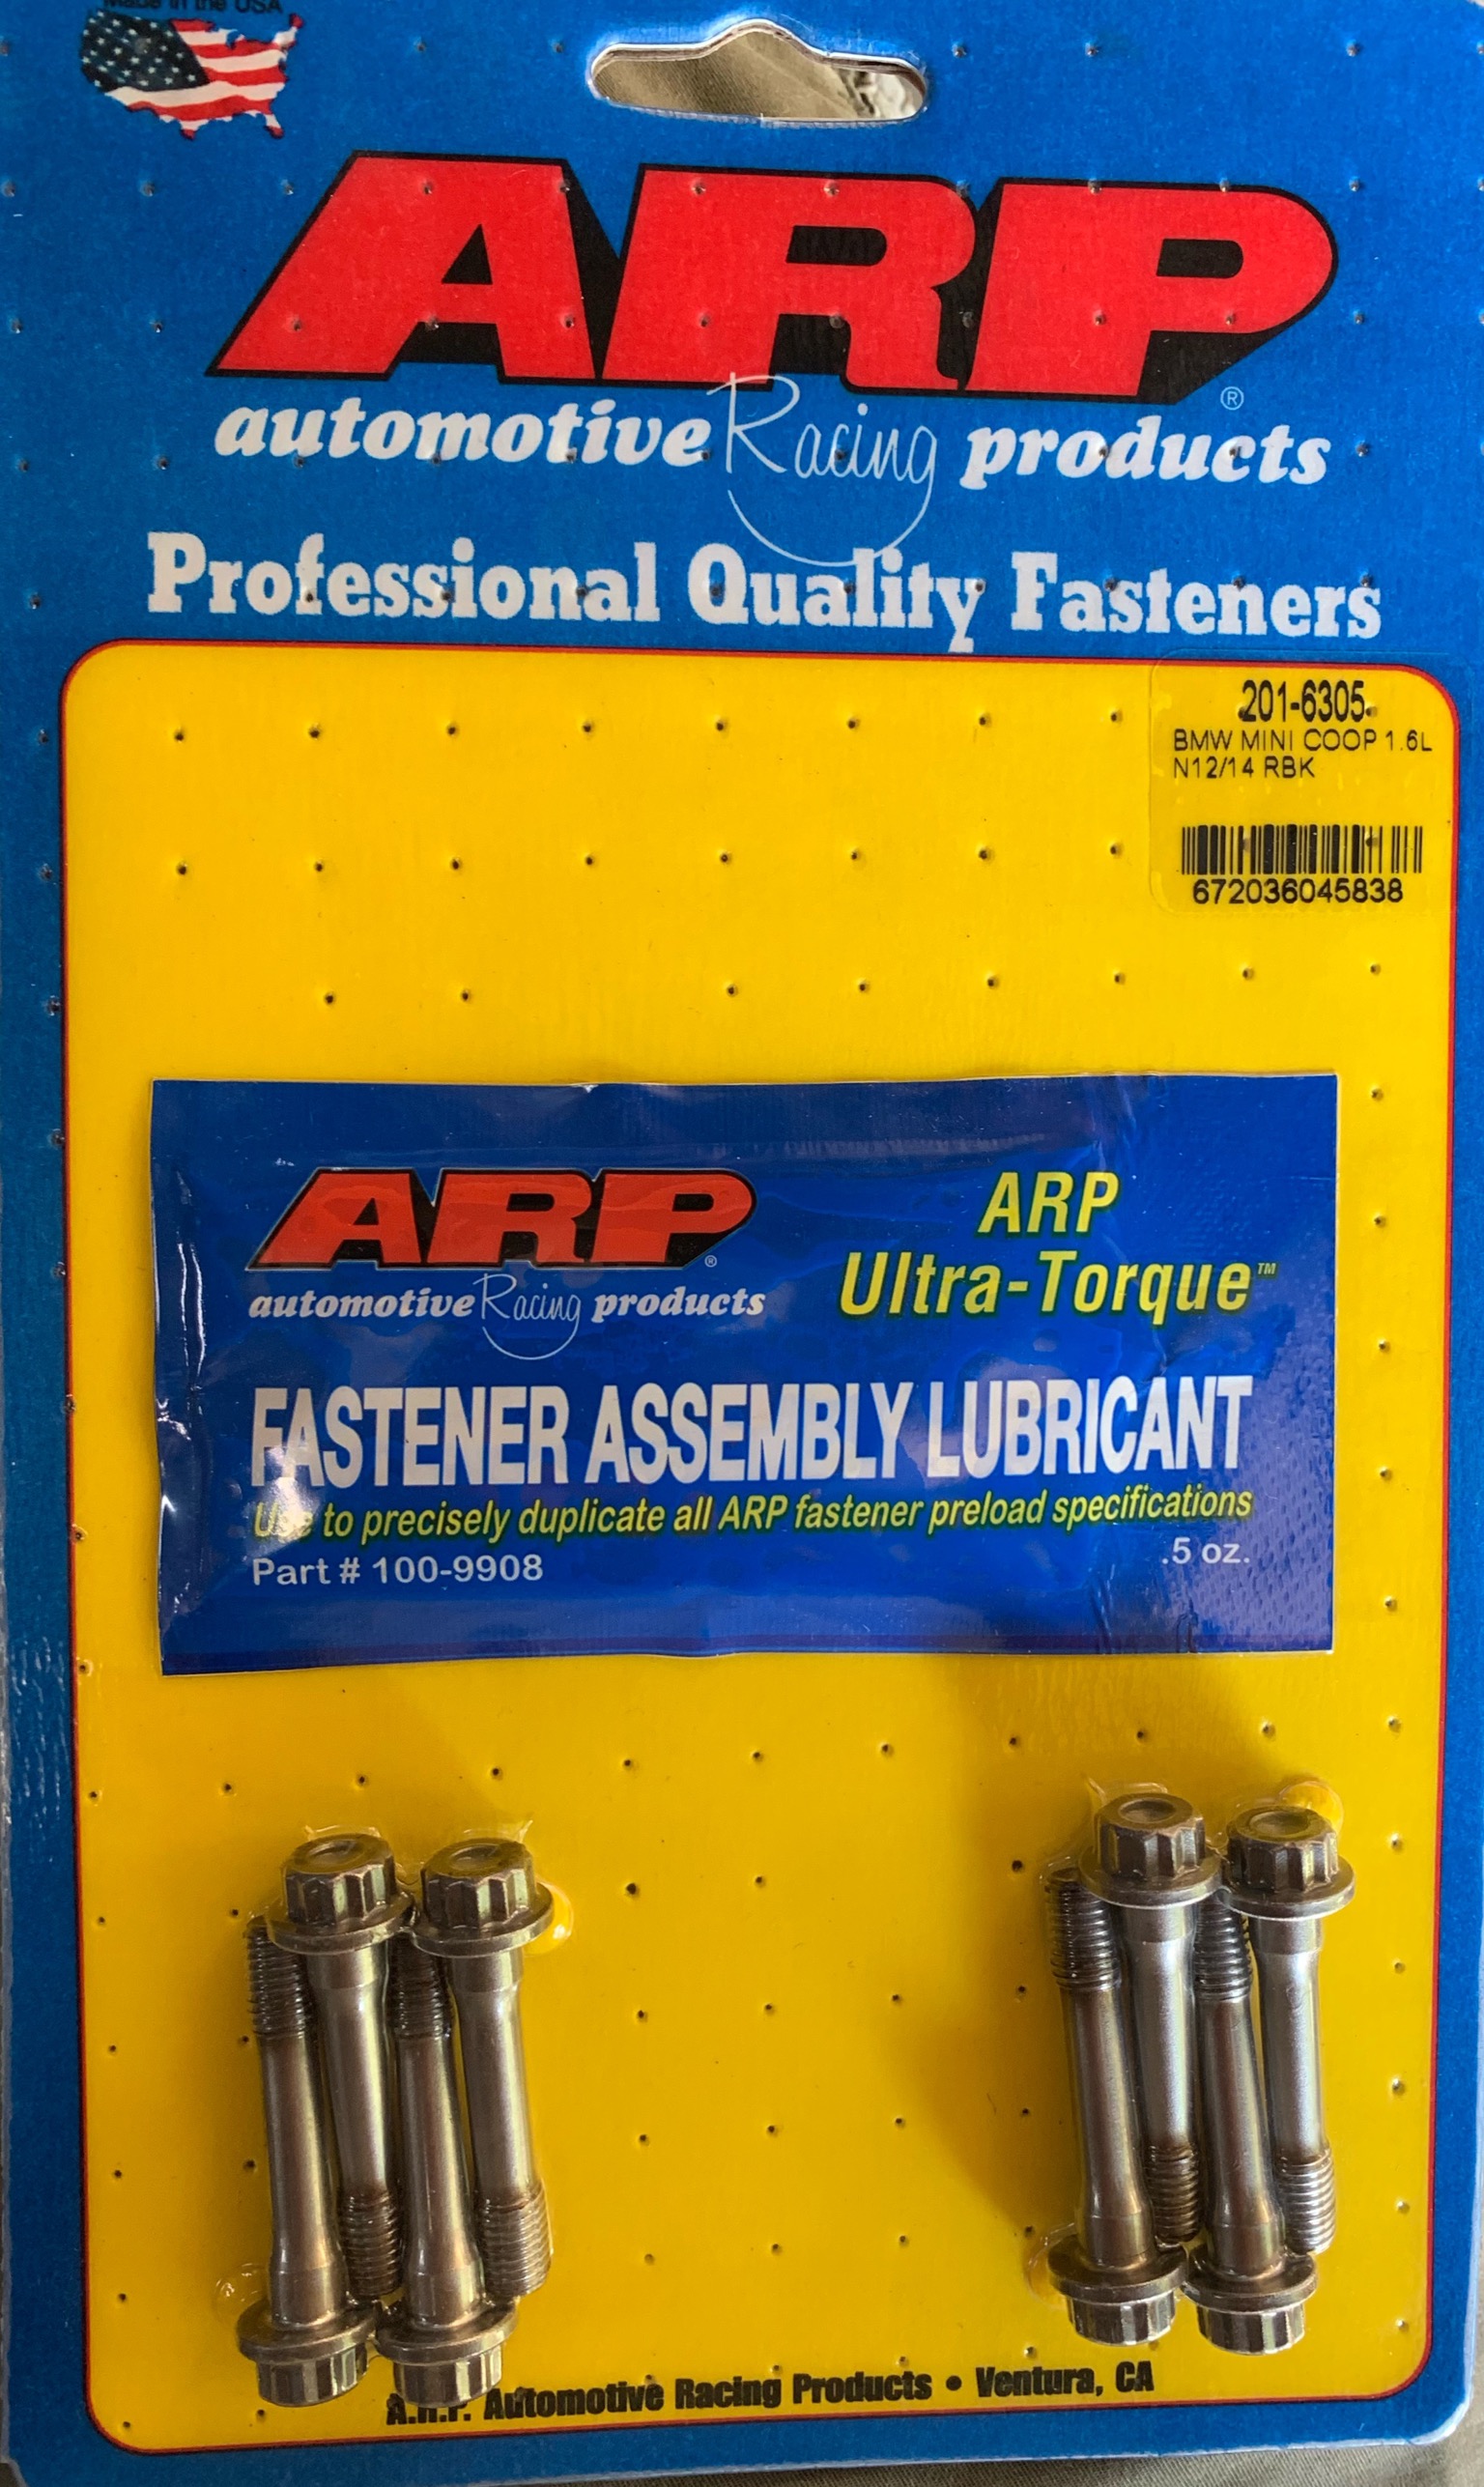 Made in the USA
ARP®
automotive Racing products
Professional Quality Fasteners
201-6305
BMW MINI COOP 1.6L
N12/14 RBK
672036045838
ARP®
automotive Racing products
ARP
Ultra-Torque™
FASTENER ASSEMBLY LUBRICANT
Use to precisely duplicate all ARP fastener preload specifications
Part # 100-9908
.5 oz.
A.R.P. Automotive Racing Products • Ventura, CA